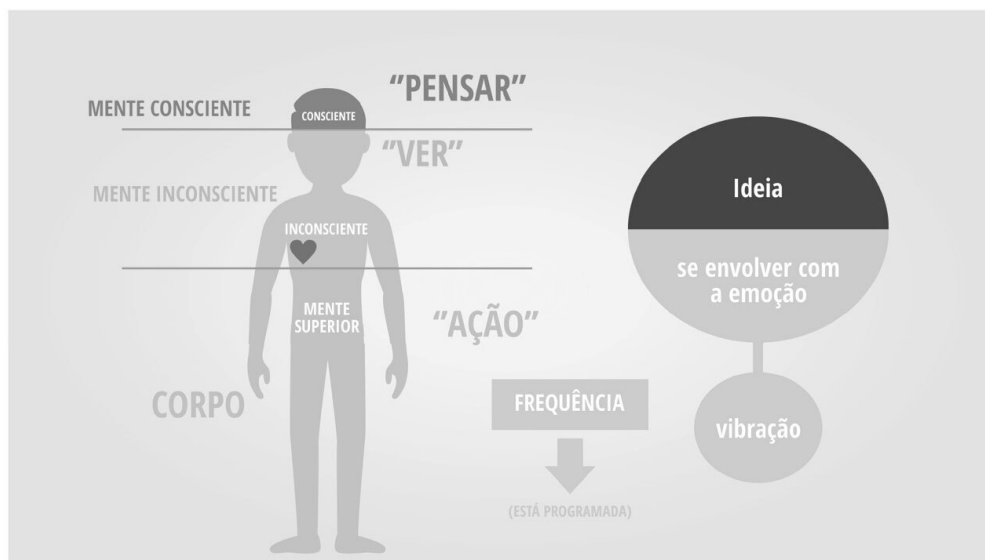 ‘’PENSAR’’
MENTE CONSCIENTE
CONSCIENTE
‘’VER’’
MENTE INCONSCIENTE
INCONSCIENTE
MENTE
SUPERIOR
‘’AÇÃO’’
CORPO
FREQUÊNCIA
(ESTÁ PROGRAMADA)
Ideia
se envolver com
a emoção
vibração